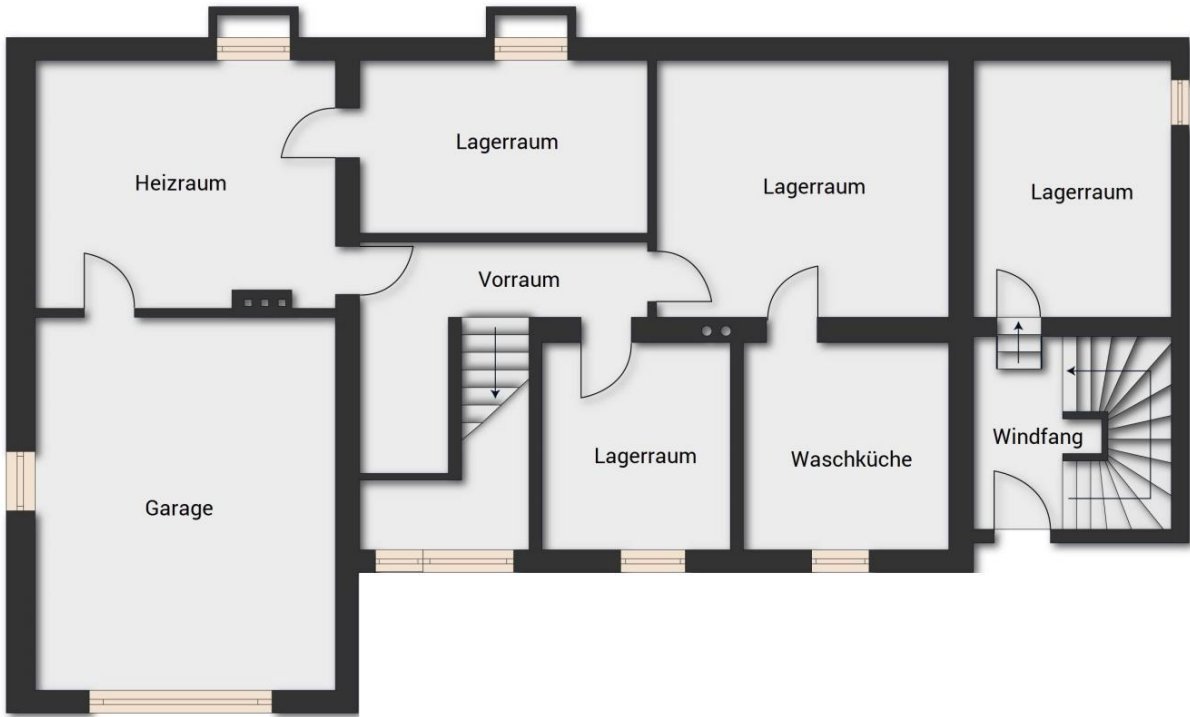 Lagerraum
Heizraum
Lagerraum
Lagerraum
Vorraum
Windfang
Lagerraum
Waschküche
Garage